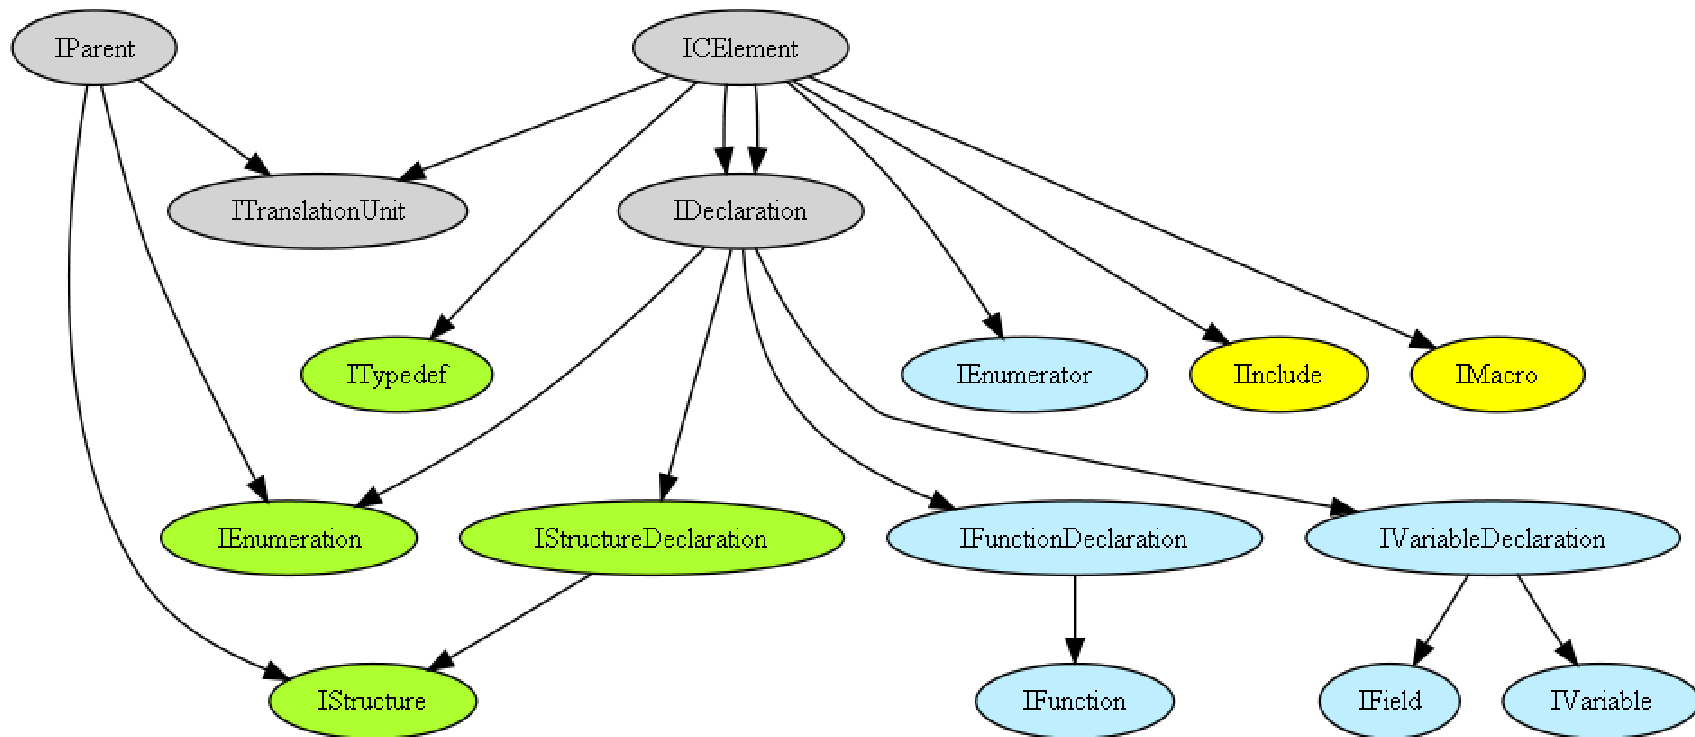 IParent
ICElement
ITranslationUnit
IDeclaration
ITypedef
IEnumerator
IInclude
IMacro
IEnumeration
IStructureDeclaration
IFunctionDeclaration
IVariableDeclaration
IStructure
IFunction
IField
IVariable